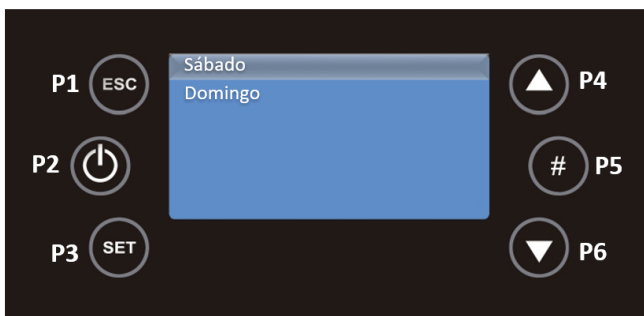 P1 ESC
Sábado
P4
Domingo
P2
# P5
P3 SET
P6